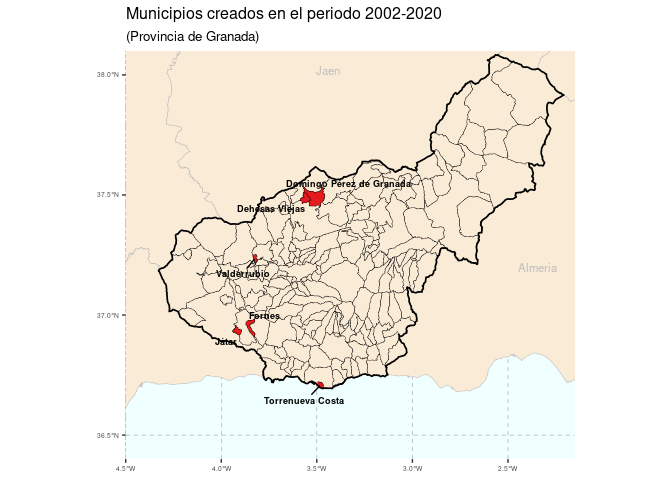 Municipios creados en el periodo 2002-2020
(Provincia de Granada)
38.0°N
Jaen
37.5°N
Domingo Pérez de Granada
Dehesas Viejas
Almeria
Valderrubio
37.0°N
Fornes
Játar
Torrenueva Costa
36.5°N
4.5°W
4.0°W
3.5°W
3.0°W
2.5°W